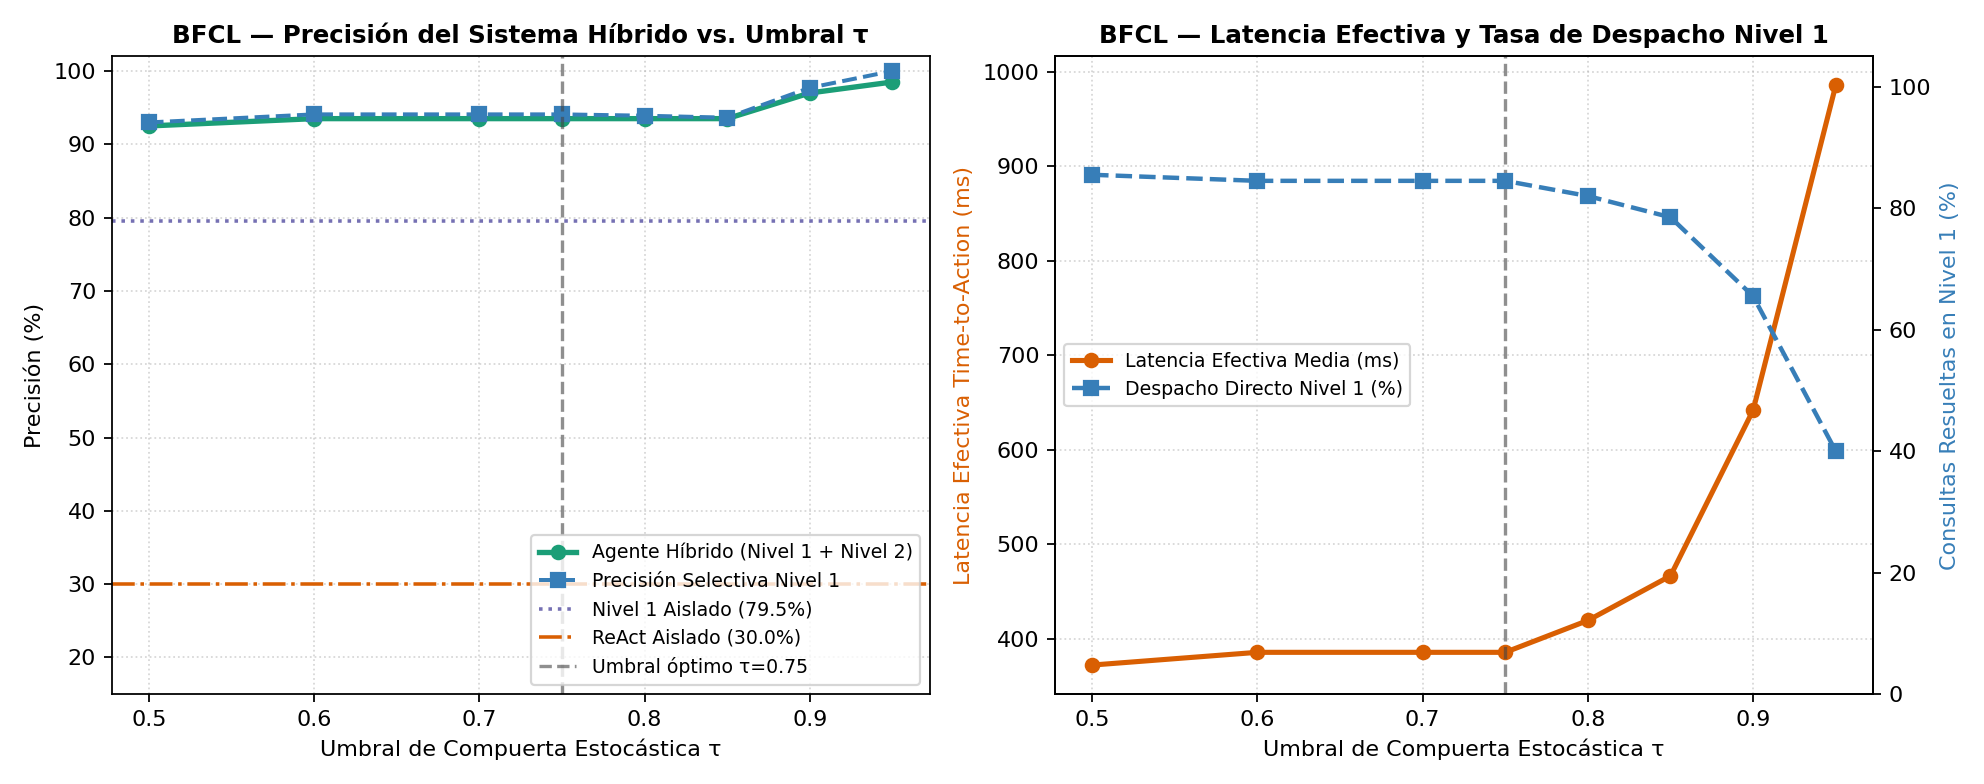 BFCL — Precisión del Sistema Híbrido vs. Umbral τ
Precisión (%)
100
90
80
70
60
50
40
30
20
Agente Híbrido (Nivel 1 + Nivel 2)
Precisión Selectiva Nivel 1
Nivel 1 Aislado (79.5%)
ReAct Aislado (30.0%)
Umbral óptimo τ=0.75
0.5 0.6 0.7 0.8 0.9
Umbral de Compuerta Estocástica τ
BFCL — Latencia Efectiva y Tasa de Despacho Nivel 1
Latencia Efectiva Time-to-Action (ms)
1000
900
800
700
600
500
400
Latencia Efectiva Media (ms)
Despacho Directo Nivel 1 (%)
100
80
60
40
20
0
Consultas Resueltas en Nivel 1 (%)
0.5 0.6 0.7 0.8 0.9
Umbral de Compuerta Estocástica τ